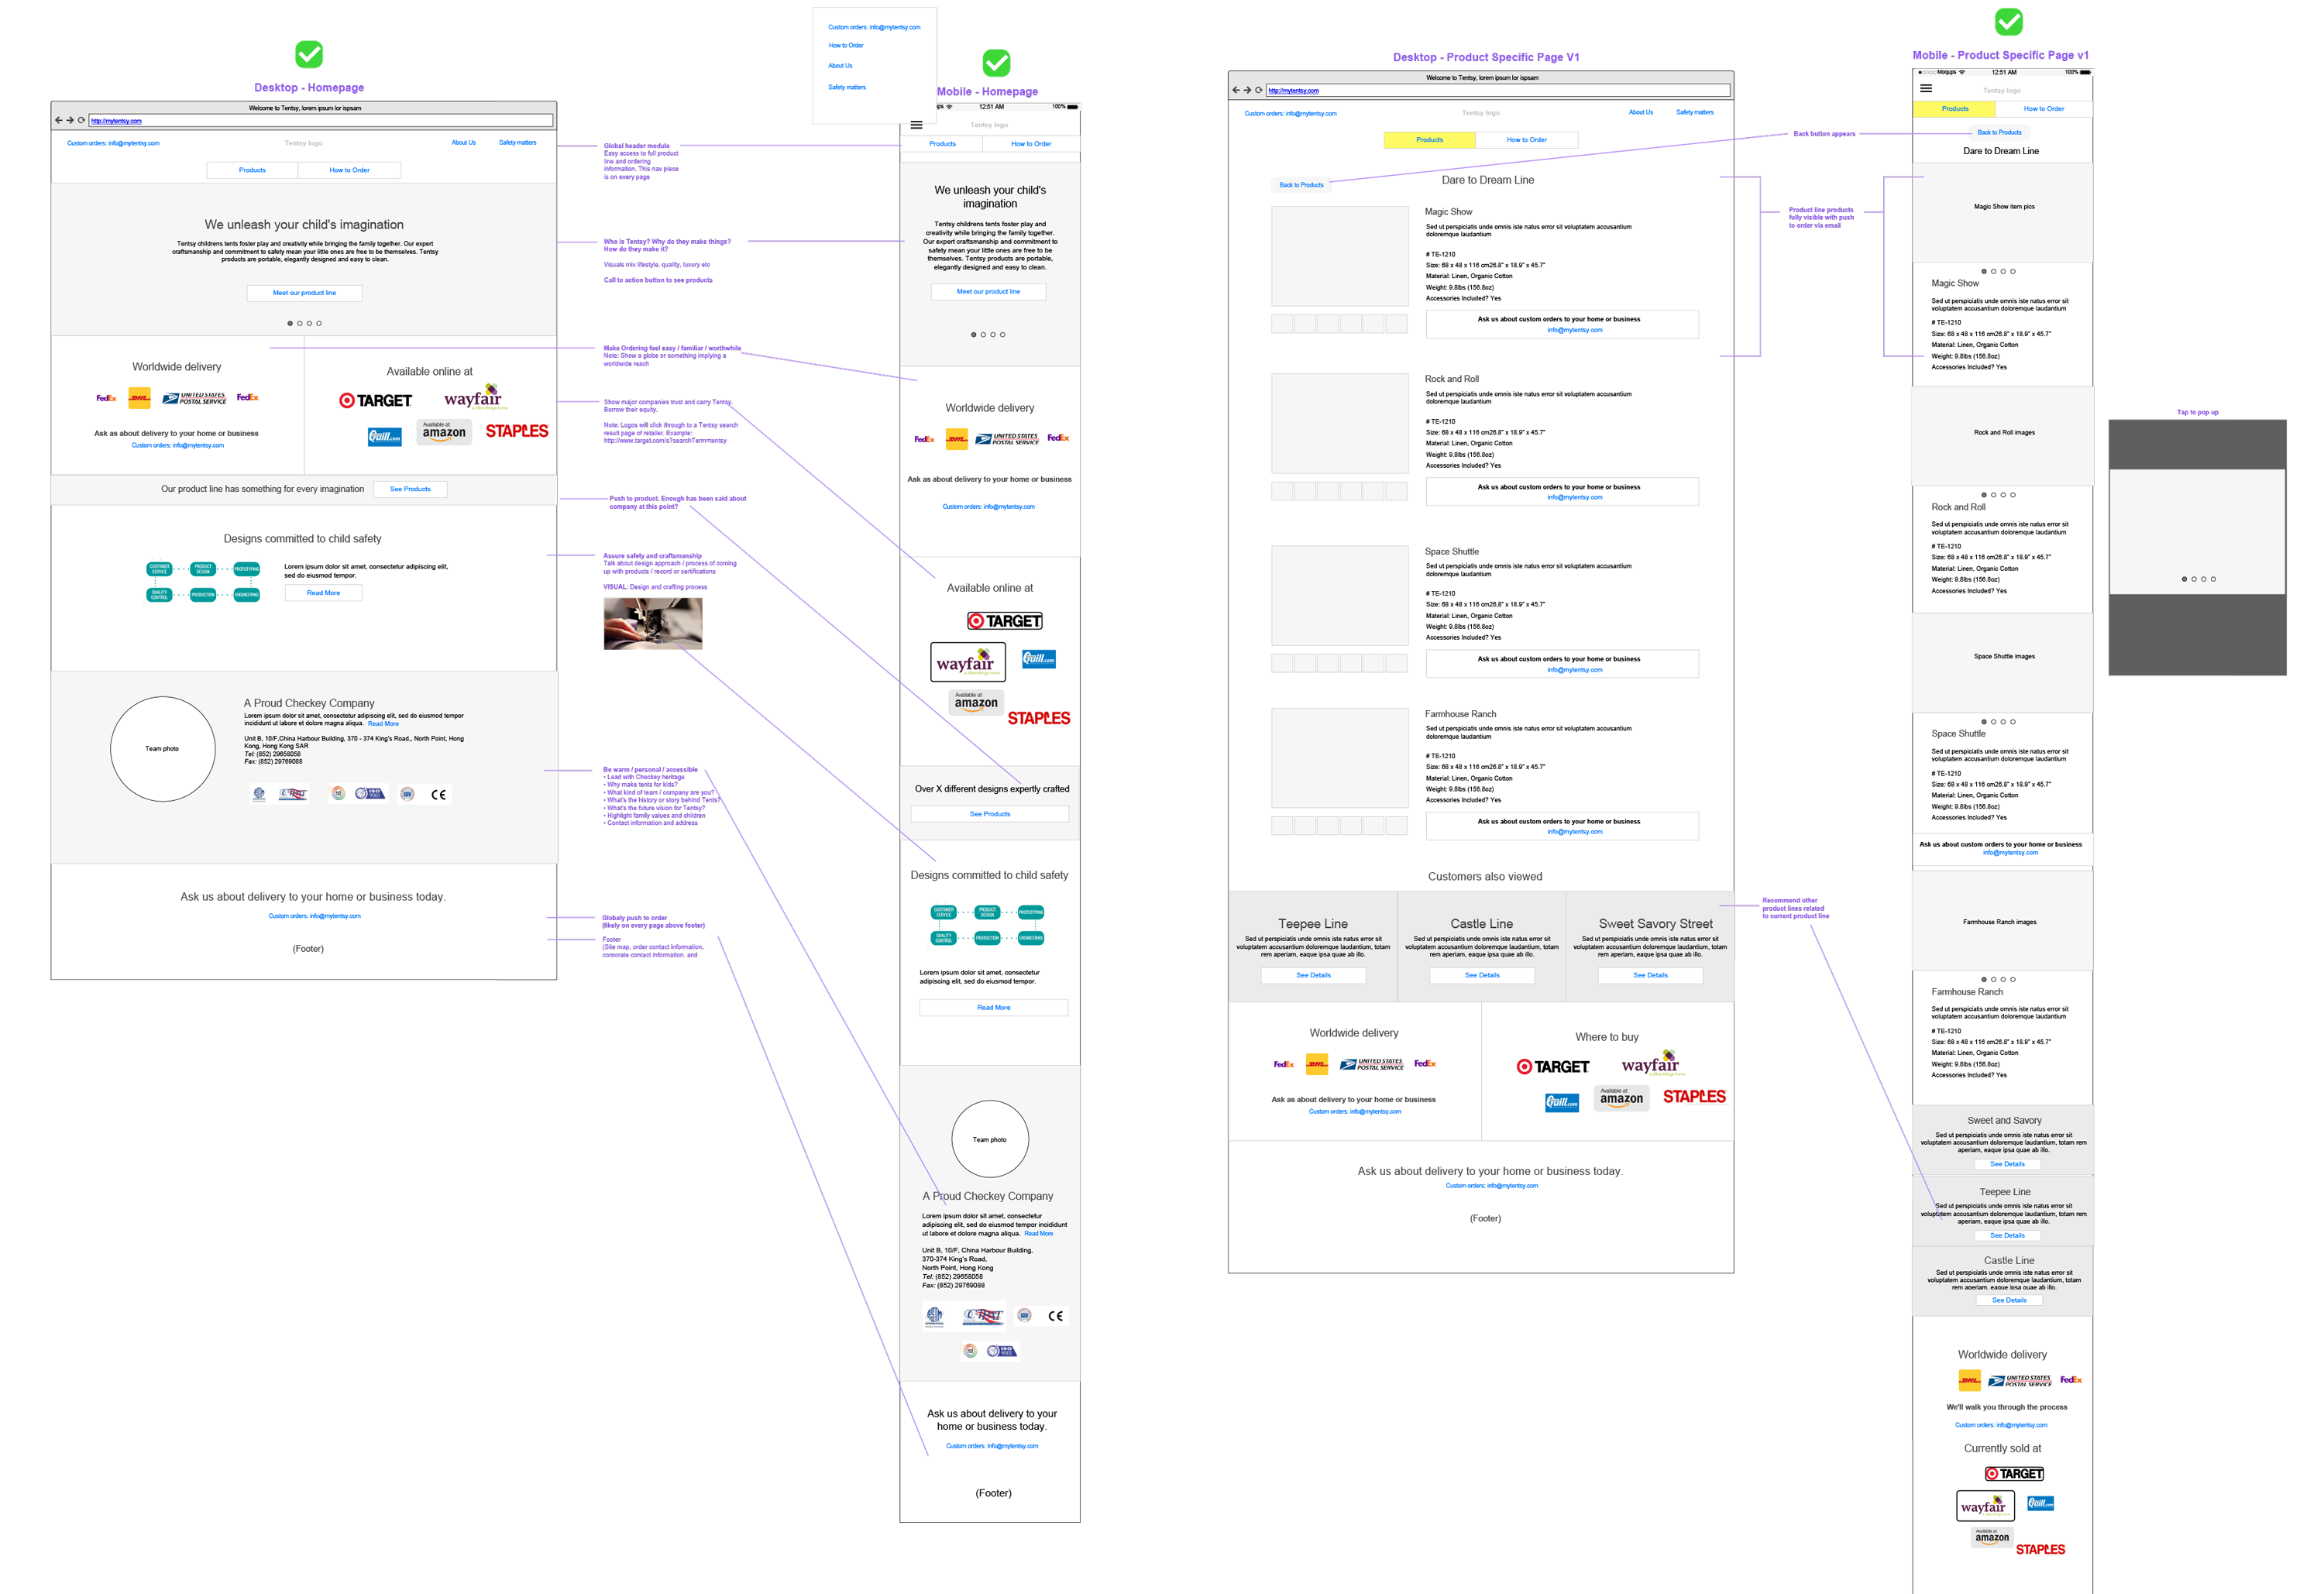 Desktop - Homepage
Welcome to Tentsy, lorem ipsum lor ispsam
http://mytentsy.com
Custom orders: info@mytentsy.com
Tentsy logo
About Us
Safety matters
Products
How to Order
We unleash your child's imagination
Tentsy childrens tents foster play and creativity while bringing the family together. Our expert
craftsmanship and commitment to safety mean your little ones are free to be themselves. Tentsy
products are portable, elegantly designed and easy to clean.
Meet our product line
Worldwide delivery
FedEx
DHL
UNITED STATES
POSTAL SERVICE
FedEx
Ask as about delivery to your home or business
Custom orders: info@mytentsy.com
Available online at
TARGET
wayfair
Quill.com
Available at
amazon
STAPLES
Our product line has something for every imagination
See Products
Designs committed to child safety
CUSTOMER
SERVICE
PRODUCT
DESIGN
PROTOTYPING
QUALITY
CONTROL
PRODUCTION
ENGINEERING
Lorem ipsum dolor sit amet, consectetur adipiscing elit,
sed do eiusmod tempor.
Read More
Team photo
A Proud Checkey Company
Lorem ipsum dolor sit amet, consectetur adipiscing elit, sed do eiusmod tempor
incididunt ut labore et dolore magna aliqua. Read More
Unit B, 10/F,China Harbour Building, 370 - 374 King's Road,, North Point, Hong
Kong, Hong Kong SAR
Tel: (852) 29658058
Fax: (852) 29769088
ISO
CE
Ask us about delivery to your home or business today.
Custom orders: info@mytentsy.com
(Footer)
Global header module
Easy access to full product
line and ordering
information. This nav piece
is on every page
Who is Tentsy? Why do they make things?
How do they make it?
Visuals mix lifestyle, quality, luxury etc
Call to action button to see products
Make Ordering feel easy / familiar / worthwhile
Note: Show a globe or something implying a
worldwide reach
Show major companies trust and carry Tentsy.
Borrow their equity.
Note: Logos will click through to a Tentsy search
result page of retailer. Example:
http://www.target.com/s?searchTerm=tentsy
Push to product. Enough has been said about
company at this point?
Assure safety and craftsmanship
Talk about design approach / process of coming
up with products / record or certifications
VISUAL: Design and crafting process
Be warm / personal / accessible
• Lead with Checkey heritage
• Why make tents for kids?
• What kind of team / company are you?
• What's the history or story behind Tents?
• What's the future vision for Tentsy?
• Highlight family values and children
• Contact information and address
Globaly push to order
(likely on every page above footer)
Footer
(Site map, order contact information,
corporate contact information, and
Custom orders: info@mytentsy.com
How to Order
About Us
Safety matters
Mobile - Homepage
ups
12:51 AM
100%
Tentsy logo
Products
How to Order
We unleash your child's
imagination
Tentsy childrens tents foster play and
creativity while bringing the family together.
Our expert craftsmanship and commitment to
safety mean your little ones are free to be
themselves. Tentsy products are portable,
elegantly designed and easy to clean.
Meet our product line
Worldwide delivery
FedEx
DHL
UNITED STATES
POSTAL SERVICE
FedEx
Ask as about delivery to your home or business
Custom orders: info@mytentsy.com
Available online at
TARGET
wayfair
Quill.com
Available at
amazon
STAPLES
Over X different designs expertly crafted
See Products
Designs committed to child safety
CUSTOMER
SERVICE
PRODUCT
DESIGN
PROTOTYPING
QUALITY
CONTROL
PRODUCTION
ENGINEERING
Lorem ipsum dolor sit amet, consectetur
adipiscing elit, sed do eiusmod tempor.
Read More
Team photo
A Proud Checkey Company
Lorem ipsum dolor sit amet, consectetur
adipiscing elit, sed do eiusmod tempor incididunt
ut labore et dolore magna aliqua. Read More
Unit B, 10/F, China Harbour Building,
370-374 King's Road,
North Point, Hong Kong
Tel: (852) 29658058
Fax: (852) 29769088
CE
ISO
Ask us about delivery to your
home or business today.
Custom orders: info@mytentsy.com
(Footer)
Desktop - Product Specific Page V1
Welcome to Tentsy, lorem ipsum lor ispsam
http://mytentsy.com
Custom orders: info@mytentsy.com
Tentsy logo
About Us
Safety matters
Products
How to Order
Back to Products
Dare to Dream Line
Magic Show
Sed ut perspiciatis unde omnis iste natus error sit voluptatem accusantium
doloremque laudantium
# TE-1210
Size: 68 x 48 x 116 cm26.8" x 18.9" x 45.7"
Material: Linen, Organic Cotton
Weight: 9.8lbs (156.8oz)
Accessories Included? Yes
Ask us about custom orders to your home or business
info@mytentsy.com
Rock and Roll
Sed ut perspiciatis unde omnis iste natus error sit voluptatem accusantium
doloremque laudantium
# TE-1210
Size: 68 x 48 x 116 cm26.8" x 18.9" x 45.7"
Material: Linen, Organic Cotton
Weight: 9.8lbs (156.8oz)
Accessories Included? Yes
Ask us about custom orders to your home or business
info@mytentsy.com
Space Shuttle
Sed ut perspiciatis unde omnis iste natus error sit voluptatem accusantium
doloremque laudantium
# TE-1210
Size: 68 x 48 x 116 cm26.8" x 18.9" x 45.7"
Material: Linen, Organic Cotton
Weight: 9.8lbs (156.8oz)
Accessories Included? Yes
Ask us about custom orders to your home or business
info@mytentsy.com
Farmhouse Ranch
Sed ut perspiciatis unde omnis iste natus error sit voluptatem accusantium
doloremque laudantium
# TE-1210
Size: 68 x 48 x 116 cm26.8" x 18.9" x 45.7"
Material: Linen, Organic Cotton
Weight: 9.8lbs (156.8oz)
Accessories Included? Yes
Ask us about custom orders to your home or business
info@mytentsy.com
Customers also viewed
Teepee Line
Sed ut perspiciatis unde omnis iste natus error sit
voluptatem accusantium doloremque laudantium, totam
rem aperiam, eaque ipsa quae ab illo.
See Details
Castle Line
Sed ut perspiciatis unde omnis iste natus error sit
voluptatem accusantium doloremque laudantium, totam
rem aperiam, eaque ipsa quae ab illo.
See Details
Sweet Savory Street
Sed ut perspiciatis unde omnis iste natus error sit
voluptatem accusantium doloremque laudantium, totam
rem aperiam, eaque ipsa quae ab illo.
See Details
Worldwide delivery
FedEx
DHL
UNITED STATES
POSTAL SERVICE
FedEx
Ask as about delivery to your home or business
Custom orders: info@mytentsy.com
Where to buy
TARGET
wayfair
Quill.com
Available at
amazon
STAPLES
Ask us about delivery to your home or business today.
Custom orders: info@mytentsy.com
(Footer)
Back button appears
Product line products
fully visible with push
to order via email
Recommend other
product lines related
to current product line
Mobile - Product Specific Page v1
Moqups
12:51 AM
100%
Tentsy logo
Products
How to Order
Back to Products
Dare to Dream Line
Magic Show item pics
Magic Show
Sed ut perspiciatis unde omnis iste natus error sit
voluptatem accusantium doloremque laudantium
# TE-1210
Size: 68 x 48 x 116 cm26.8" x 18.9" x 45.7"
Material: Linen, Organic Cotton
Weight: 9.8lbs (156.8oz)
Accessories Included? Yes
Rock and Roll images
Rock and Roll
Sed ut perspiciatis unde omnis iste natus error sit
voluptatem accusantium doloremque laudantium
# TE-1210
Size: 68 x 48 x 116 cm26.8" x 18.9" x 45.7"
Material: Linen, Organic Cotton
Weight: 9.8lbs (156.8oz)
Accessories Included? Yes
Space Shuttle images
Space Shuttle
Sed ut perspiciatis unde omnis iste natus error sit
voluptatem accusantium doloremque laudantium
# TE-1210
Size: 68 x 48 x 116 cm26.8" x 18.9" x 45.7"
Material: Linen, Organic Cotton
Weight: 9.8lbs (156.8oz)
Accessories Included? Yes
Ask us about custom orders to your home or business
info@mytentsy.com
Farmhouse Ranch images
Farmhouse Ranch
Sed ut perspiciatis unde omnis iste natus error sit
voluptatem accusantium doloremque laudantium
# TE-1210
Size: 68 x 48 x 116 cm26.8" x 18.9" x 45.7"
Material: Linen, Organic Cotton
Weight: 9.8lbs (156.8oz)
Accessories Included? Yes
Sweet and Savory
Sed ut perspiciatis unde omnis iste natus error sit
voluptatem accusantium doloremque laudantium, totam rem
aperiam, eaque ipsa quae ab illo.
See Details
Teepee Line
Sed ut perspiciatis unde omnis iste natus error sit
voluptatem accusantium doloremque laudantium, totam rem
aperiam, eaque ipsa quae ab illo.
See Details
Castle Line
Sed ut perspiciatis unde omnis iste natus error sit
voluptatem accusantium doloremque laudantium, totam
rem aperiam, eaque ipsa quae ab illo.
See Details
Worldwide delivery
DHL
UNITED STATES
POSTAL SERVICE
FedEx
We'll walk you through the process
Custom orders: info@mytentsy.com
Currently sold at
TARGET
wayfair
Quill.com
Available at
amazon
STAPLES
Tap to pop up